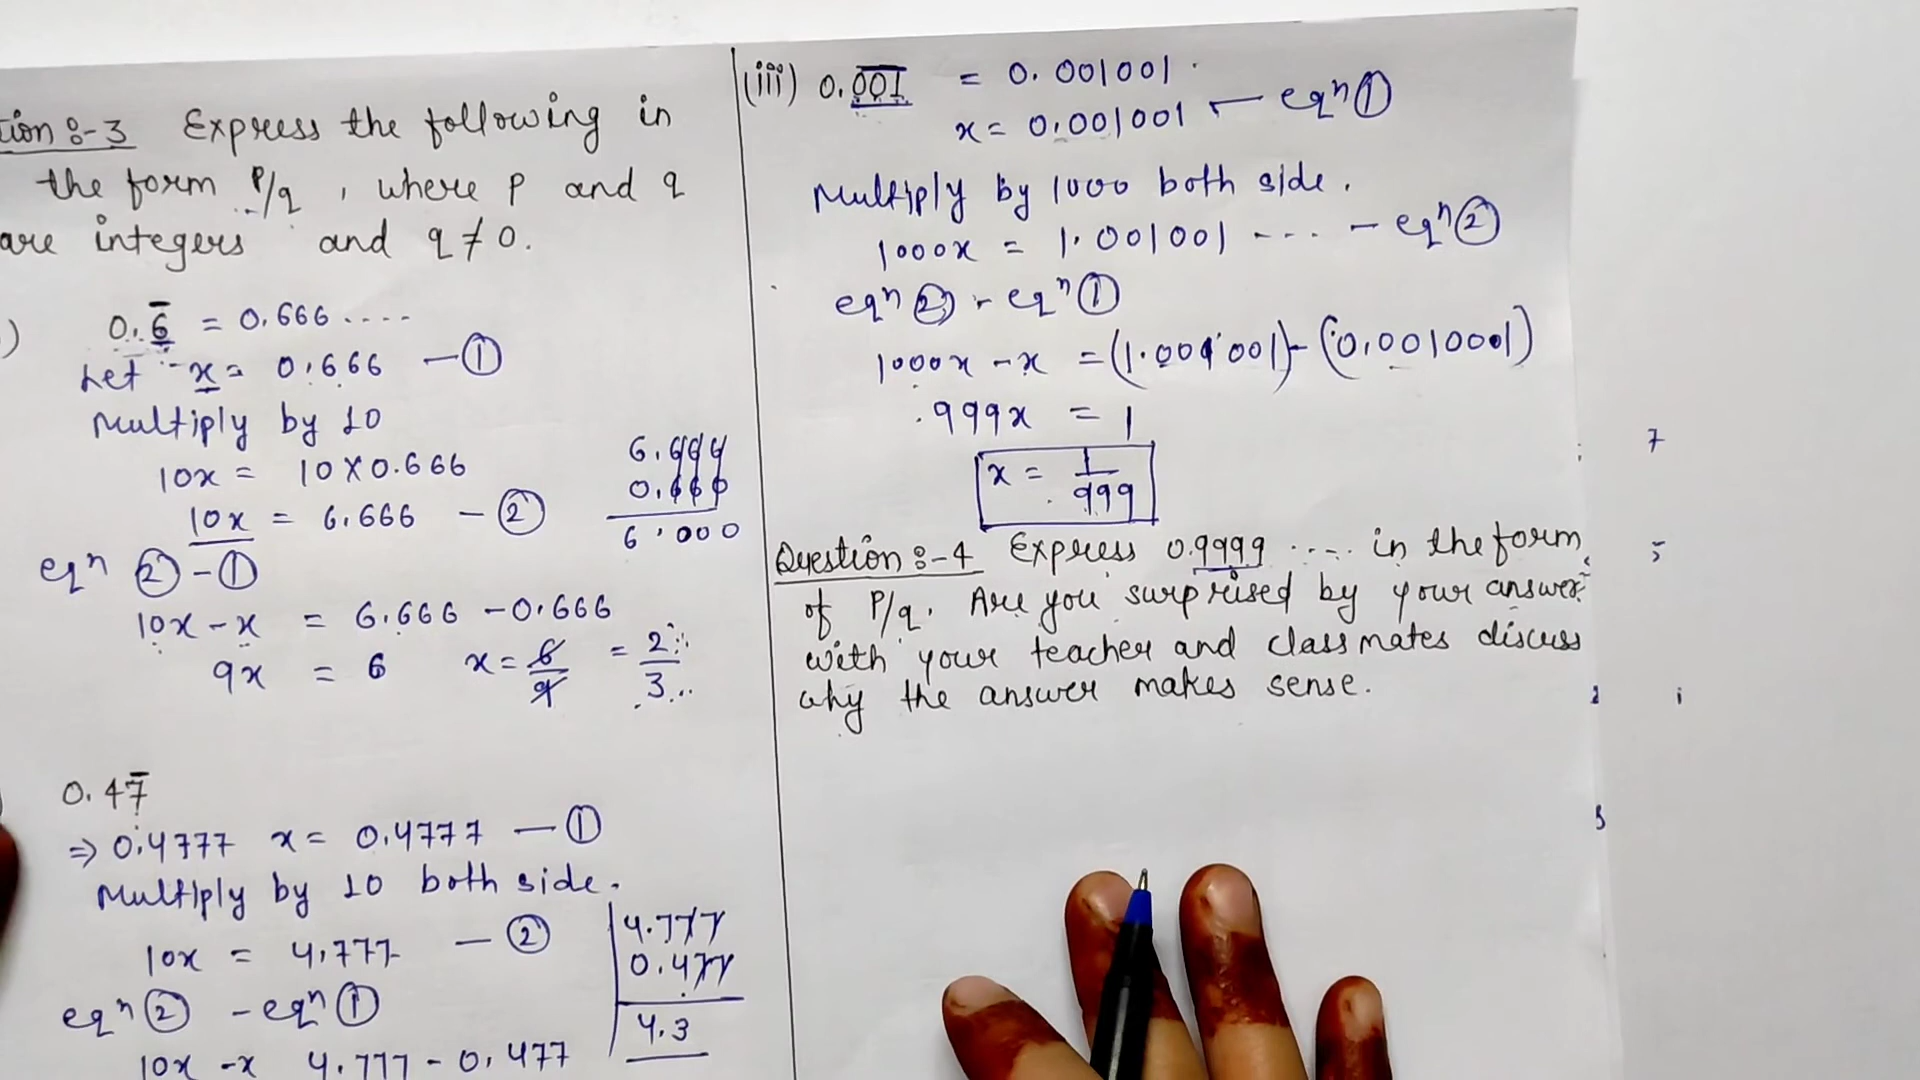 tion :- 3 Express the following in
the form P/q , where p and q
are integers and q ≠ 0.
) 0.6̅ = 0.666....
Let x = 0.666 — ①
Multiply by 10
10x = 10 X 0.666
10x = 6.666 — ②
6.666
0.666
6.000
eqⁿ ② - ①
10x - x = 6.666 - 0.666
9x = 6 x = 6/9 = 2/3
0.47̅
⇒ 0.4777 x = 0.4777 — ①
Multiply by 10 both side.
10x = 4.777 — ②
4.777
0.477
4.3
eqⁿ ② - eqⁿ ①
10x - x 4.777 - 0.477
(iii) 0.0̅0̅1̅ = 0.001001
x = 0.001001 — eqⁿ ①
Multiply by 1000 both side.
1000x = 1.001001 .... - eqⁿ ②
eqⁿ ② - eqⁿ ①
1000x - x = (1.001001) - (0.0010001)
999x = 1
x = 1/999
Question :- 4 Express 0.9999 ..... in the form
of P/q. Are you surprised by your answer
with your teacher and classmates discuss
why the answer makes sense.
7
5